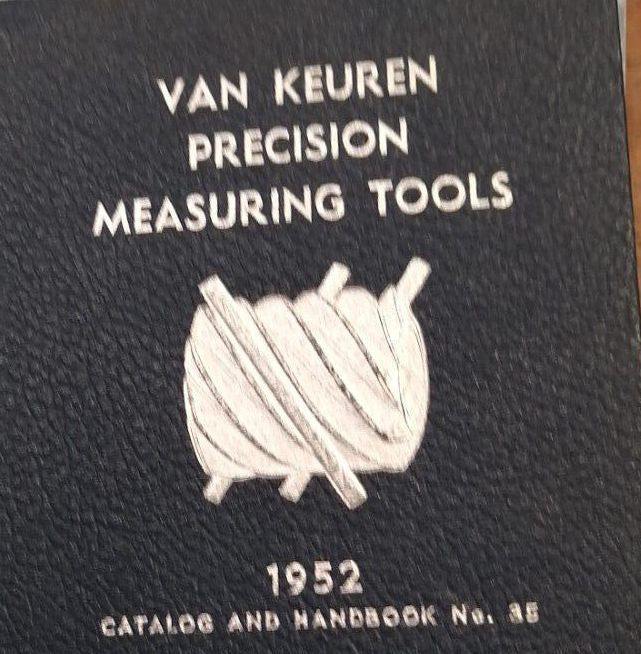 VAN KEUREN
PRECISION
MEASURING TOOLS
1952
CATALOG AND HANDBOOK No. 35